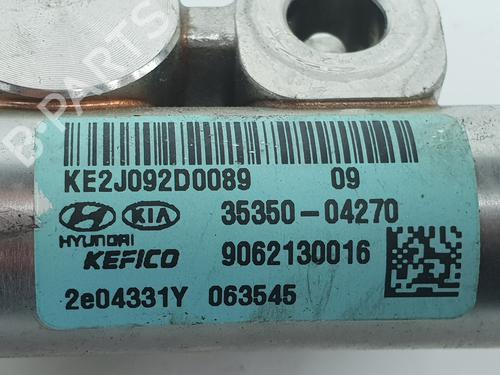 B-PARTS
KE2J092D0089 09
KIA 35350-04270
HYUNDAI
KEFICO 9062130016
2e04331Y 063545